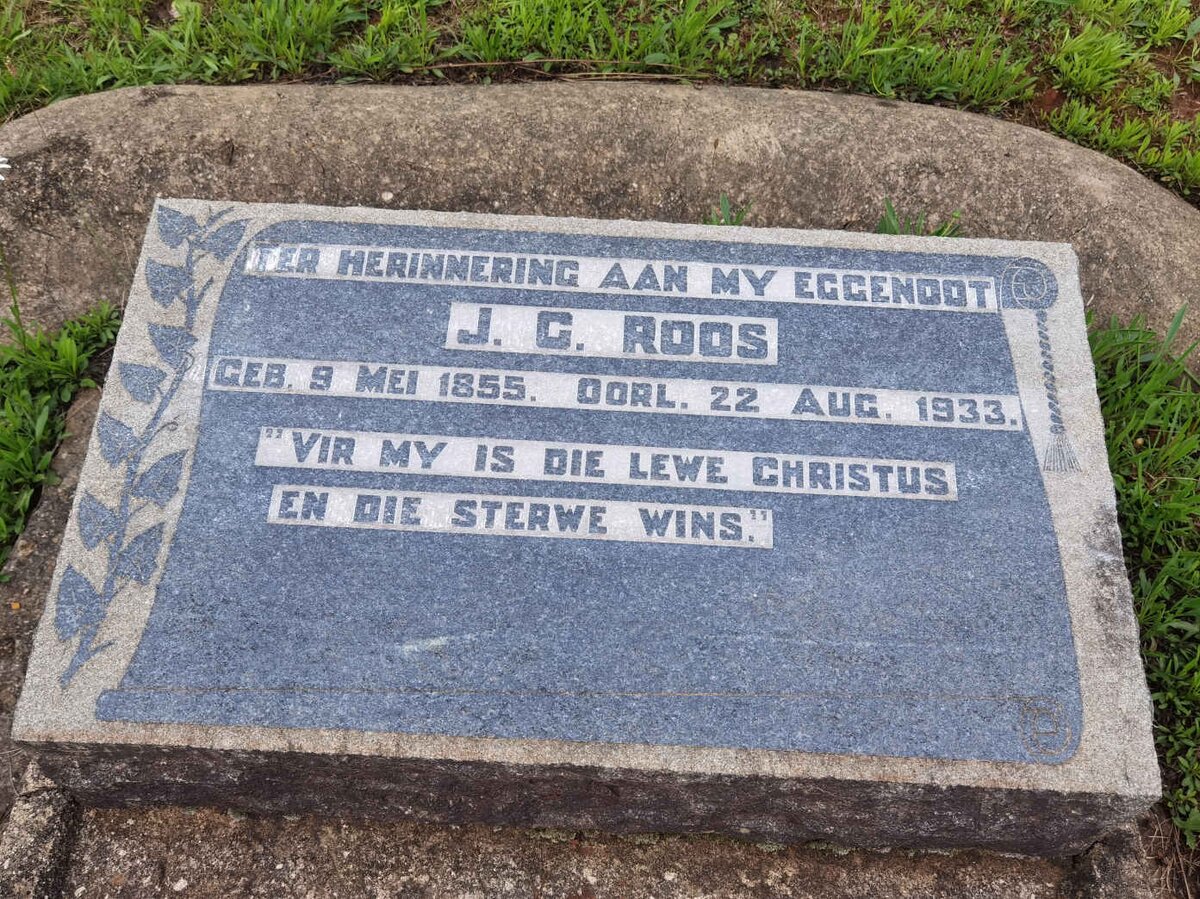 TER HERINNERING AAN MY EGGENOOT
J. C. ROOS
GEB. 9 MEI 1855. OORL. 22 AUG. 1933.
"VIR MY IS DIE LEWE CHRISTUS
EN DIE STERWE WINS."